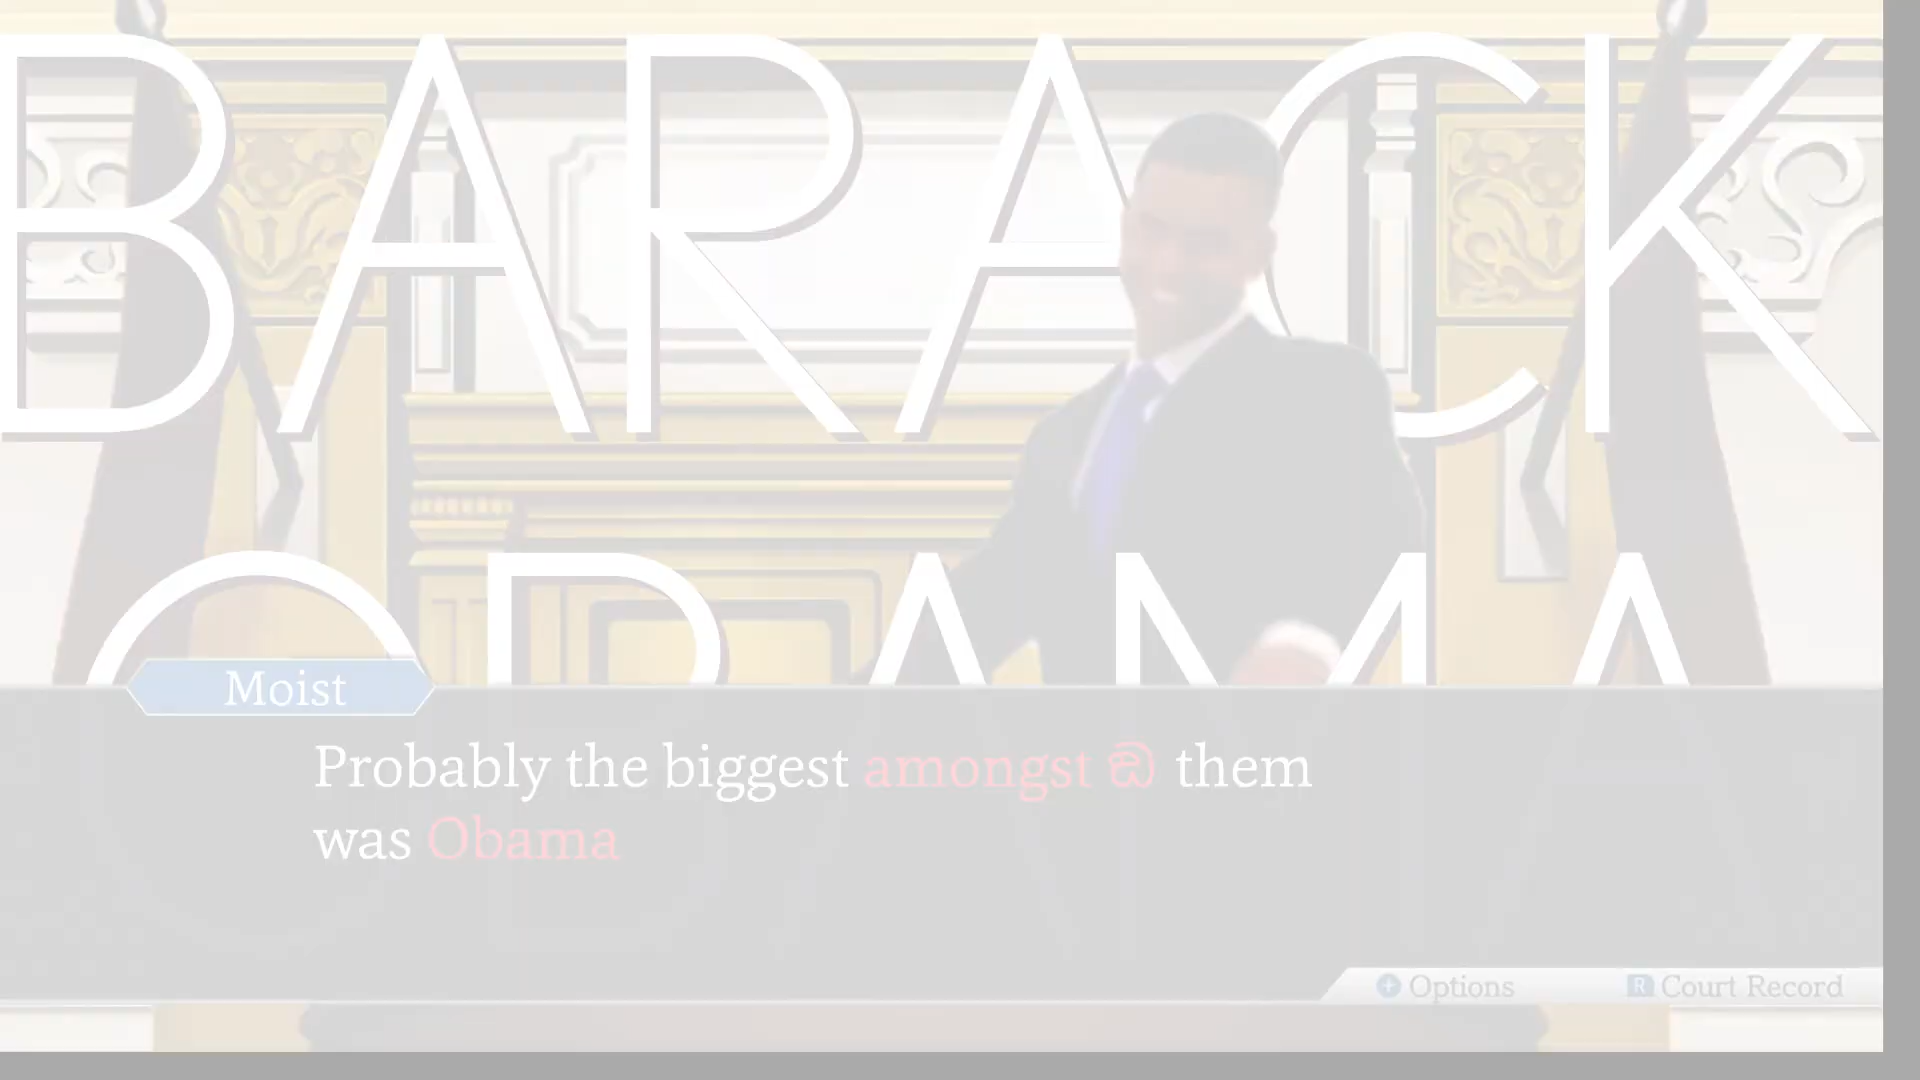 BARACK
OBAMA
Moist
Probably the biggest amongst ඞ them
was Obama
+ Options
R Court Record